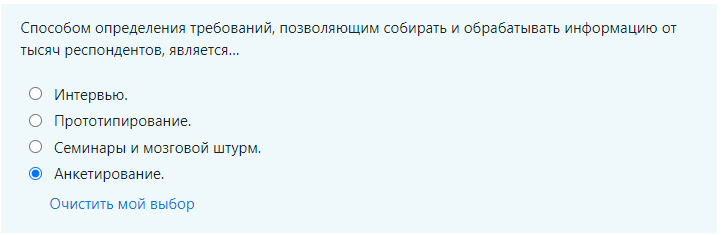 Способом определения требований, позволяющим собирать и обрабатывать информацию от
тысяч респондентов, является...
Интервью.
Прототипирование.
Семинары и мозговой штурм.
Анкетирование.
Очистить мой выбор